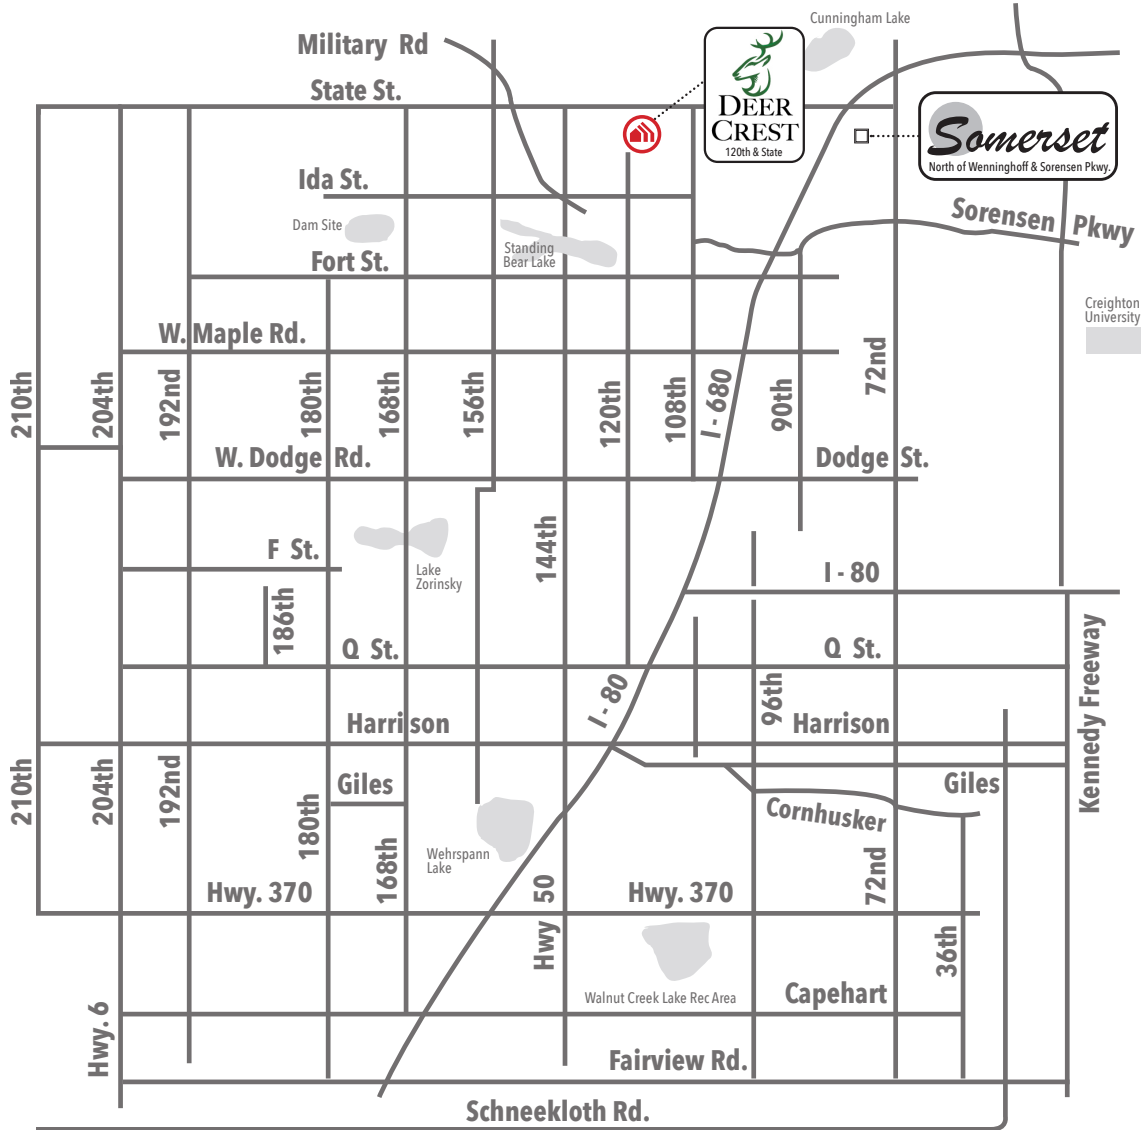 Cunningham Lake
Military Rd
State St.
DEER
CREST
120th & State
Somerset
North of Wenninghoff & Sorensen Pkwy.
Ida St.
Dam Site
Standing
Bear Lake
Sorensen Pkwy
Fort St.
Creighton
University
W. Maple Rd.
210th
204th
192nd
180th
168th
156th
120th
108th
I - 680
90th
72nd
W. Dodge Rd.
Dodge St.
F St.
Lake
Zorinsky
144th
I - 80
186th
Q St.
Q St.
I - 80
96th
Kennedy Freeway
Harrison
Harrison
210th
204th
192nd
180th
Giles
Giles
Cornhusker
168th
Wehrspann
Lake
72nd
Hwy. 370
Hwy 50
Hwy. 370
36th
Walnut Creek Lake Rec Area
Capehart
Hwy. 6
Fairview Rd.
Schneekloth Rd.